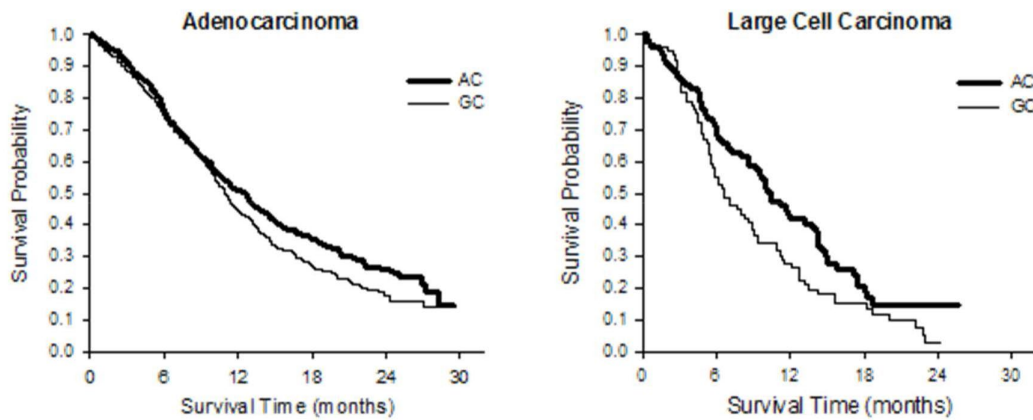 Adenocarcinoma
Survival Probability
1.0
0.9
0.8
0.7
0.6
0.5
0.4
0.3
0.2
0.1
0.0
AC
GC
0 6 12 18 24 30
Survival Time (months)
Large Cell Carcinoma
Survival Probability
1.0
0.9
0.8
0.7
0.6
0.5
0.4
0.3
0.2
0.1
0.0
AC
GC
0 6 12 18 24 30
Survival Time (months)